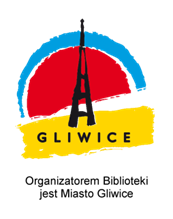 GLIWICE
Organizatorem Biblioteki
jest Miasto Gliwice